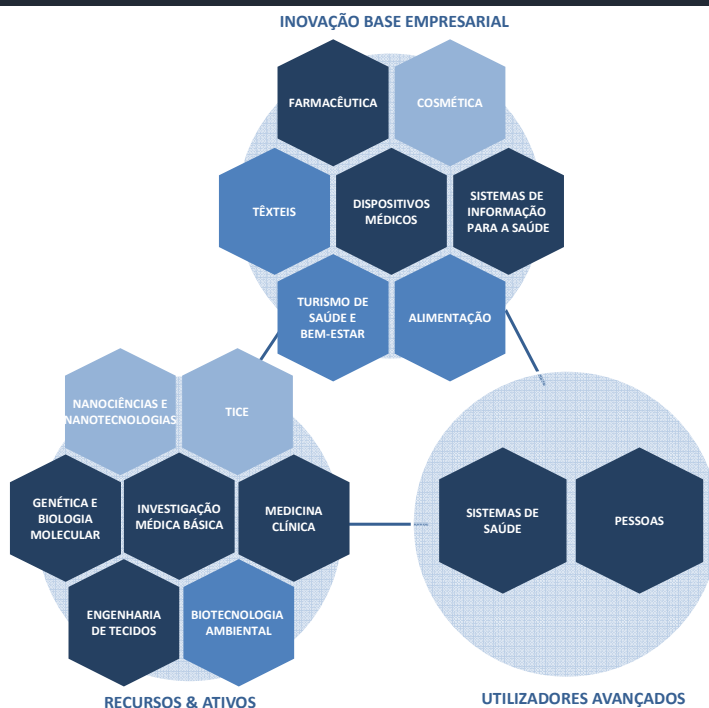 INOVAÇÃO BASE EMPRESARIAL
FARMACÊUTICA
COSMÉTICA
TÊXTEIS
DISPOSITIVOS
MÉDICOS
SISTEMAS DE
INFORMAÇÃO
PARA A SAÚDE
TURISMO DE
SAÚDE E
BEM-ESTAR
ALIMENTAÇÃO
NANOCIÊNCIAS E
NANOTECNOLOGIAS
TICE
GENÉTICA E
BIOLOGIA
MOLECULAR
INVESTIGAÇÃO
MÉDICA BÁSICA
MEDICINA
CLÍNICA
ENGENHARIA
DE TECIDOS
BIOTECNOLOGIA
AMBIENTAL
RECURSOS & ATIVOS
SISTEMAS DE
SAÚDE
PESSOAS
UTILIZADORES AVANÇADOS